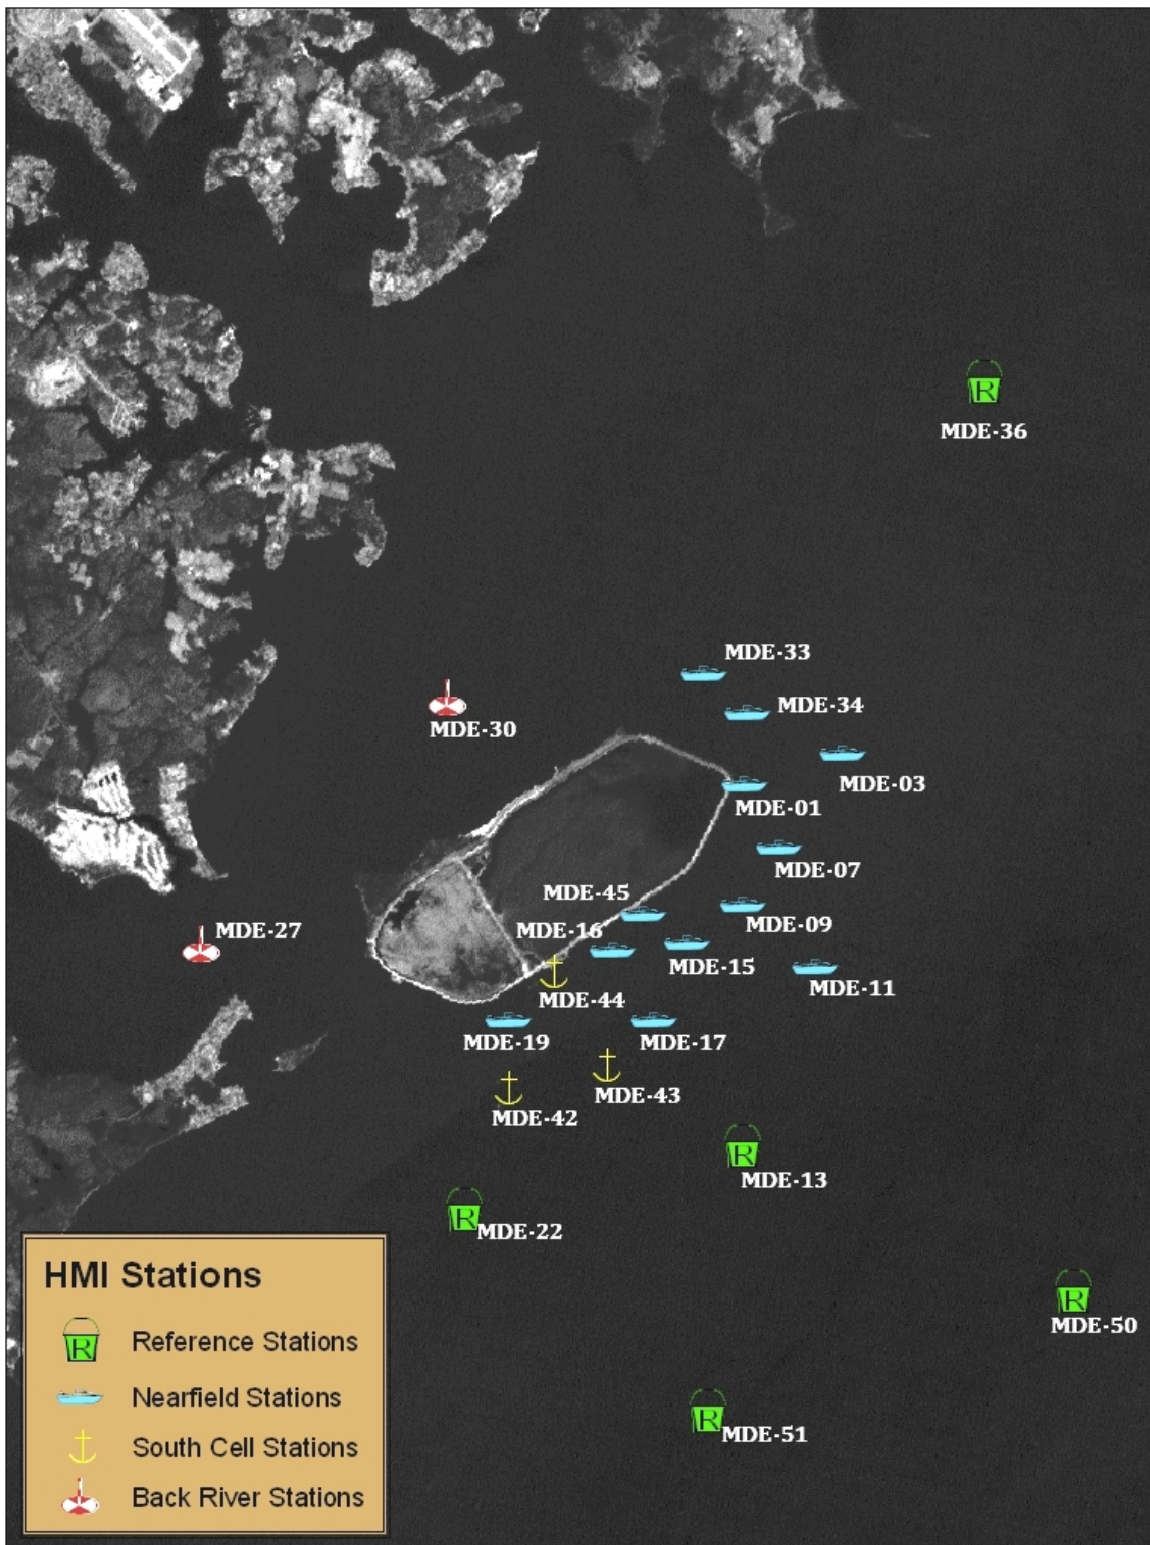 MDE-36
MDE-33
MDE-34
MDE-30
MDE-03
MDE-01
MDE-07
MDE-45
MDE-16
MDE-09
MDE-27
MDE-15
MDE-11
MDE-44
MDE-19
MDE-17
MDE-43
MDE-42
MDE-13
MDE-22
MDE-50
MDE-51
HMI Stations
R Reference Stations
Nearfield Stations
South Cell Stations
Back River Stations
R
R
R
R
R